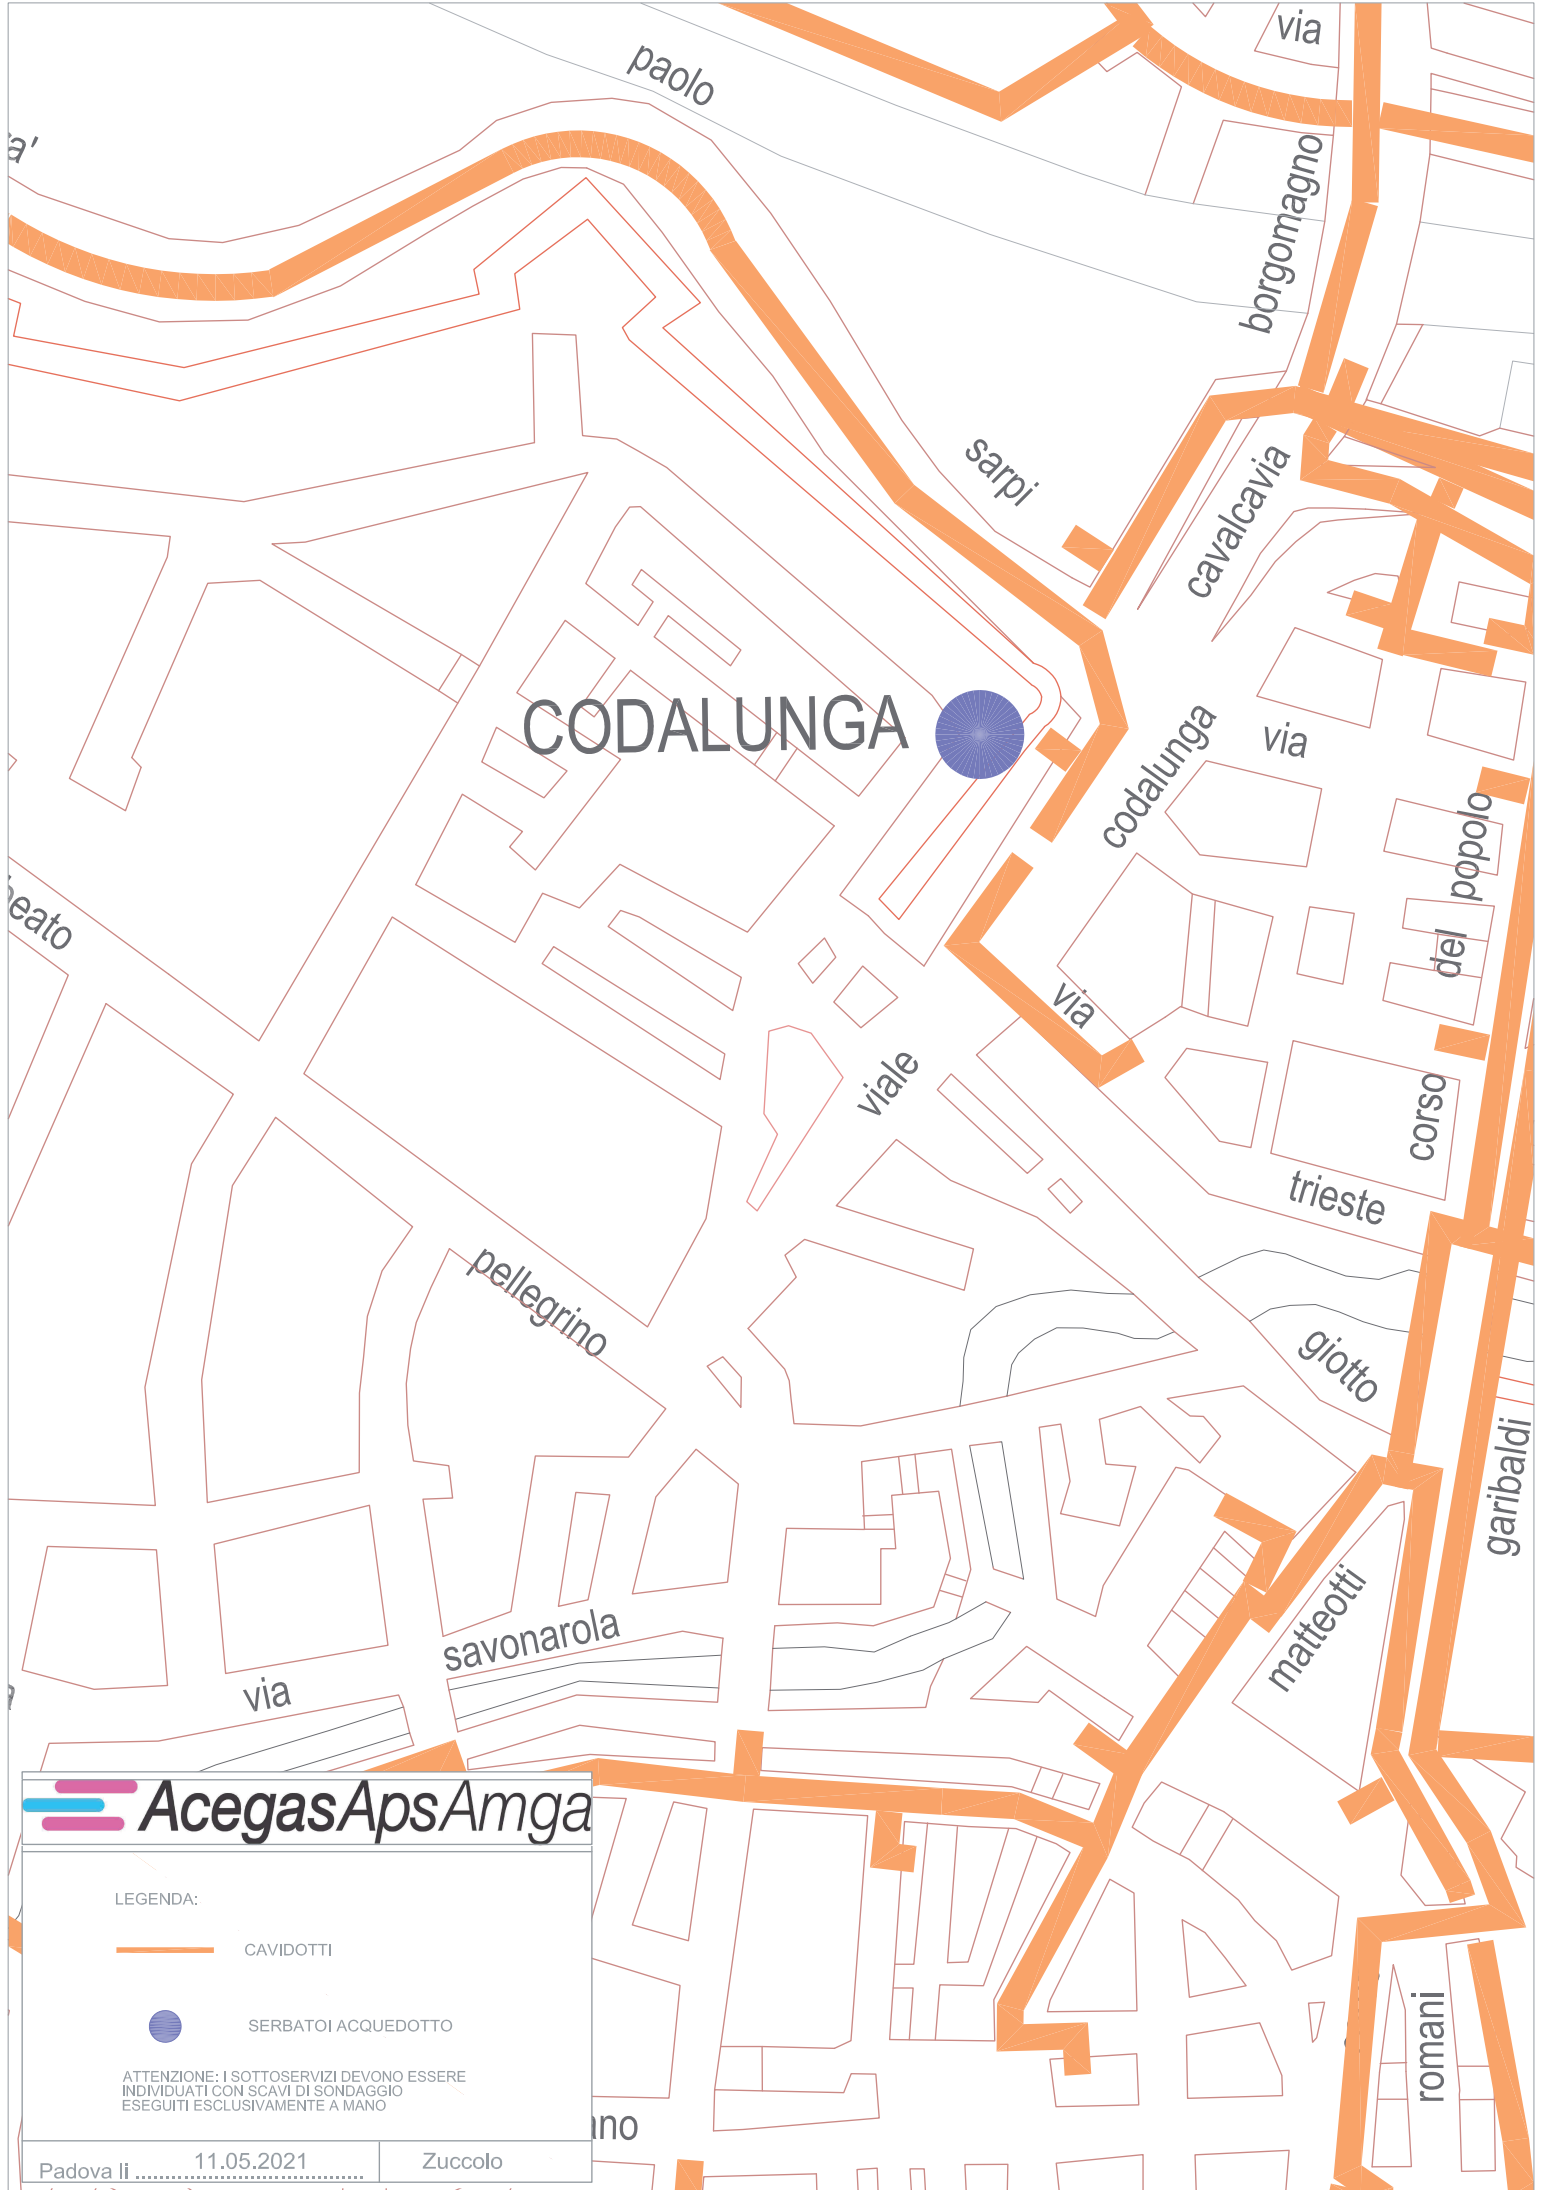 paolo
via
borgomagno
sarpi
cavalcavia
CODALUNGA
codalunga
via
del popolo
beato
via
viale
corso
trieste
pellegrino
giotto
garibaldi
matteotti
savonarola
via
romani
AcegasApsAmga
LEGENDA:
CAVIDOTTI
SERBATOI ACQUEDOTTO
ATTENZIONE: I SOTTOSERVIZI DEVONO ESSERE
INDIVIDUATI CON SCAVI DI SONDAGGIO
ESEGUITI ESCLUSIVAMENTE A MANO
Padova li 11.05.2021
Zuccolo